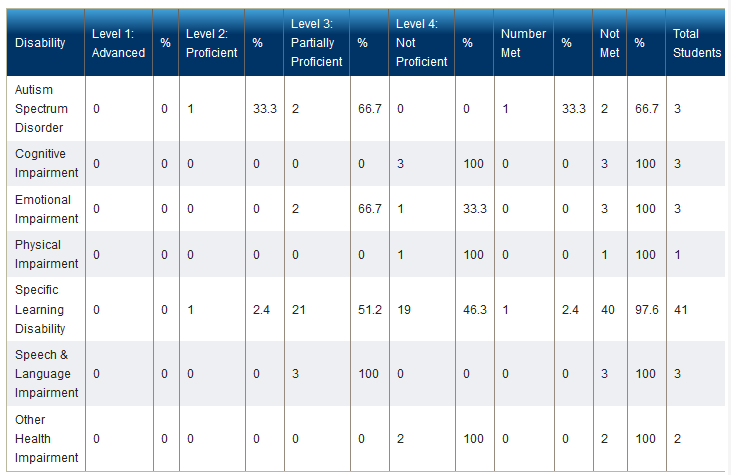 Disability Level 1: Advanced % Level 2: Proficient % Level 3: Partially Proficient % Level 4: Not Proficient % Number Met % Not Met % Total Students
Autism Spectrum Disorder 0 0 1 33.3 2 66.7 0 0 1 33.3 2 66.7 3
Cognitive Impairment 0 0 0 0 0 0 3 100 0 0 3 100 3
Emotional Impairment 0 0 0 0 2 66.7 1 33.3 0 0 3 100 3
Physical Impairment 0 0 0 0 0 0 1 100 0 0 1 100 1
Specific Learning Disability 0 0 1 2.4 21 51.2 19 46.3 1 2.4 40 97.6 41
Speech & Language Impairment 0 0 0 0 3 100 0 0 0 0 3 100 3
Other Health Impairment 0 0 0 0 0 0 2 100 0 0 2 100 2